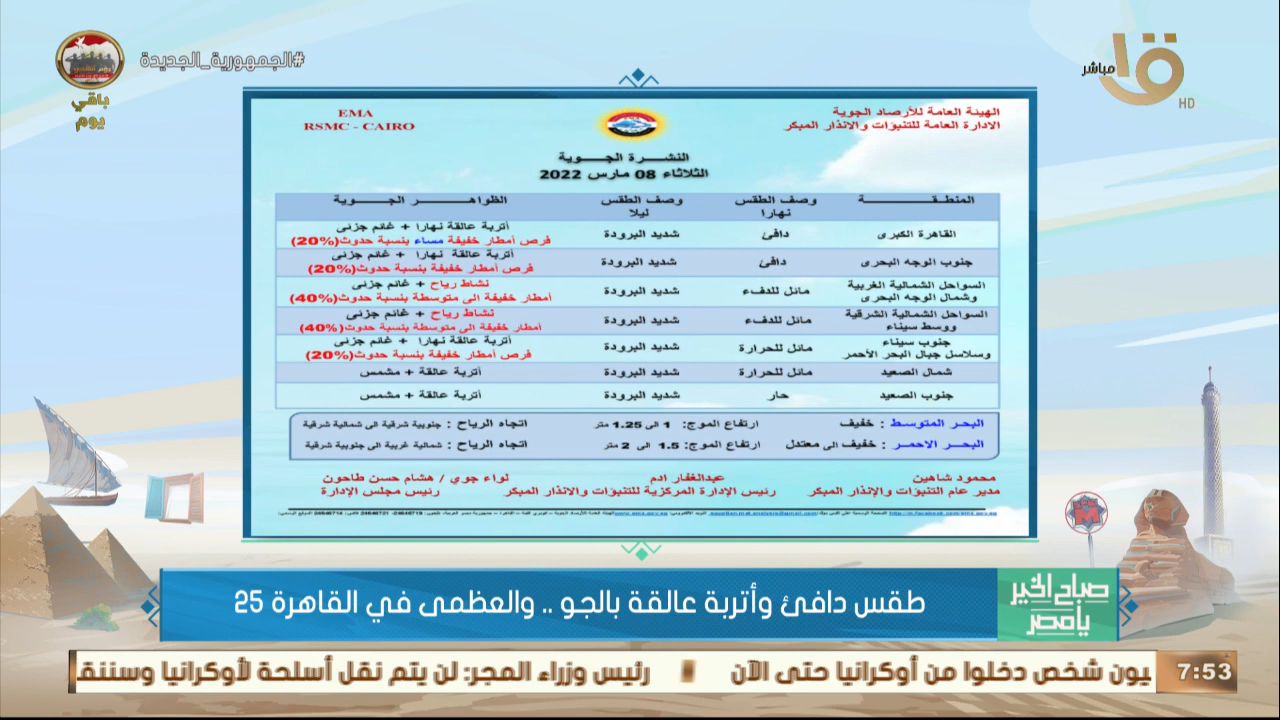 #الجمهورية_الجديدة
باقي
يوم
مباشر
HD
الهيئة العامة للأرصاد الجوية
الادارة العامة للتنبؤات والانذار المبكر
EMA
RSMC - CAIRO
النشـــرة الجويـــة
الثلاثاء 08 مارس 2022
المنطقـــــــة وصف الطقس نهارا وصف الطقس ليلا الظواهـــر الجـــوية
القاهرة الكبرى دافئ شديد البرودة أتربة عالقة نهارا + غائم جزئى
فرص أمطار خفيفة مساء بنسبة حدوث(20%)
جنوب الوجه البحرى دافئ شديد البرودة أتربة عالقة نهارا + غائم جزئى
فرص أمطار خفيفة بنسبة حدوث(20%)
السواحل الشمالية الغربية وشمال الوجه البحرى مائل للدفء شديد البرودة نشاط رياح + غائم جزئى
أمطار خفيفة الى متوسطة بنسبة حدوث(40%)
السواحل الشمالية الشرقية ووسط سيناء مائل للدفء شديد البرودة نشاط رياح + غائم جزئى
أمطار خفيفة الى متوسطة بنسبة حدوث(40%)
جنوب سيناء وسلاسل جبال البحر الأحمر مائل للحرارة شديد البرودة أتربة عالقة نهارا + غائم جزئى
فرص أمطار خفيفة بنسبة حدوث(20%)
شمال الصعيد مائل للحرارة شديد البرودة أتربة عالقة + مشمس
جنوب الصعيد حار شديد البرودة أتربة عالقة + مشمس
البحر المتوسط : خفيف ارتفاع الموج: 1 الى 1.25 متر اتجاه الرياح : جنوبية شرقية الى شمالية شرقية
البحر الاحمر : خفيف الى معتدل ارتفاع الموج: 1.5 الى 2 متر اتجاه الرياح : شمالية غربية الى جنوبية شرقية
محمود شاهين عبدالغفار ادم لواء جوي / هشام حسن طاحون
مدير عام التنبؤات والإنذار المبكر رئيس الإدارة المركزية للتنبؤات والانذار المبكر رئيس مجلس الإدارة
صباح الخير
يا مصر
طقس دافئ وأتربة عالقة بالجو .. والعظمى في القاهرة 25
7:53
يون شخص دخلوا من أوكرانيا حتى الآن
رئيس وزراء المجر: لن يتم نقل أسلحة لأوكرانيا وسننقـ